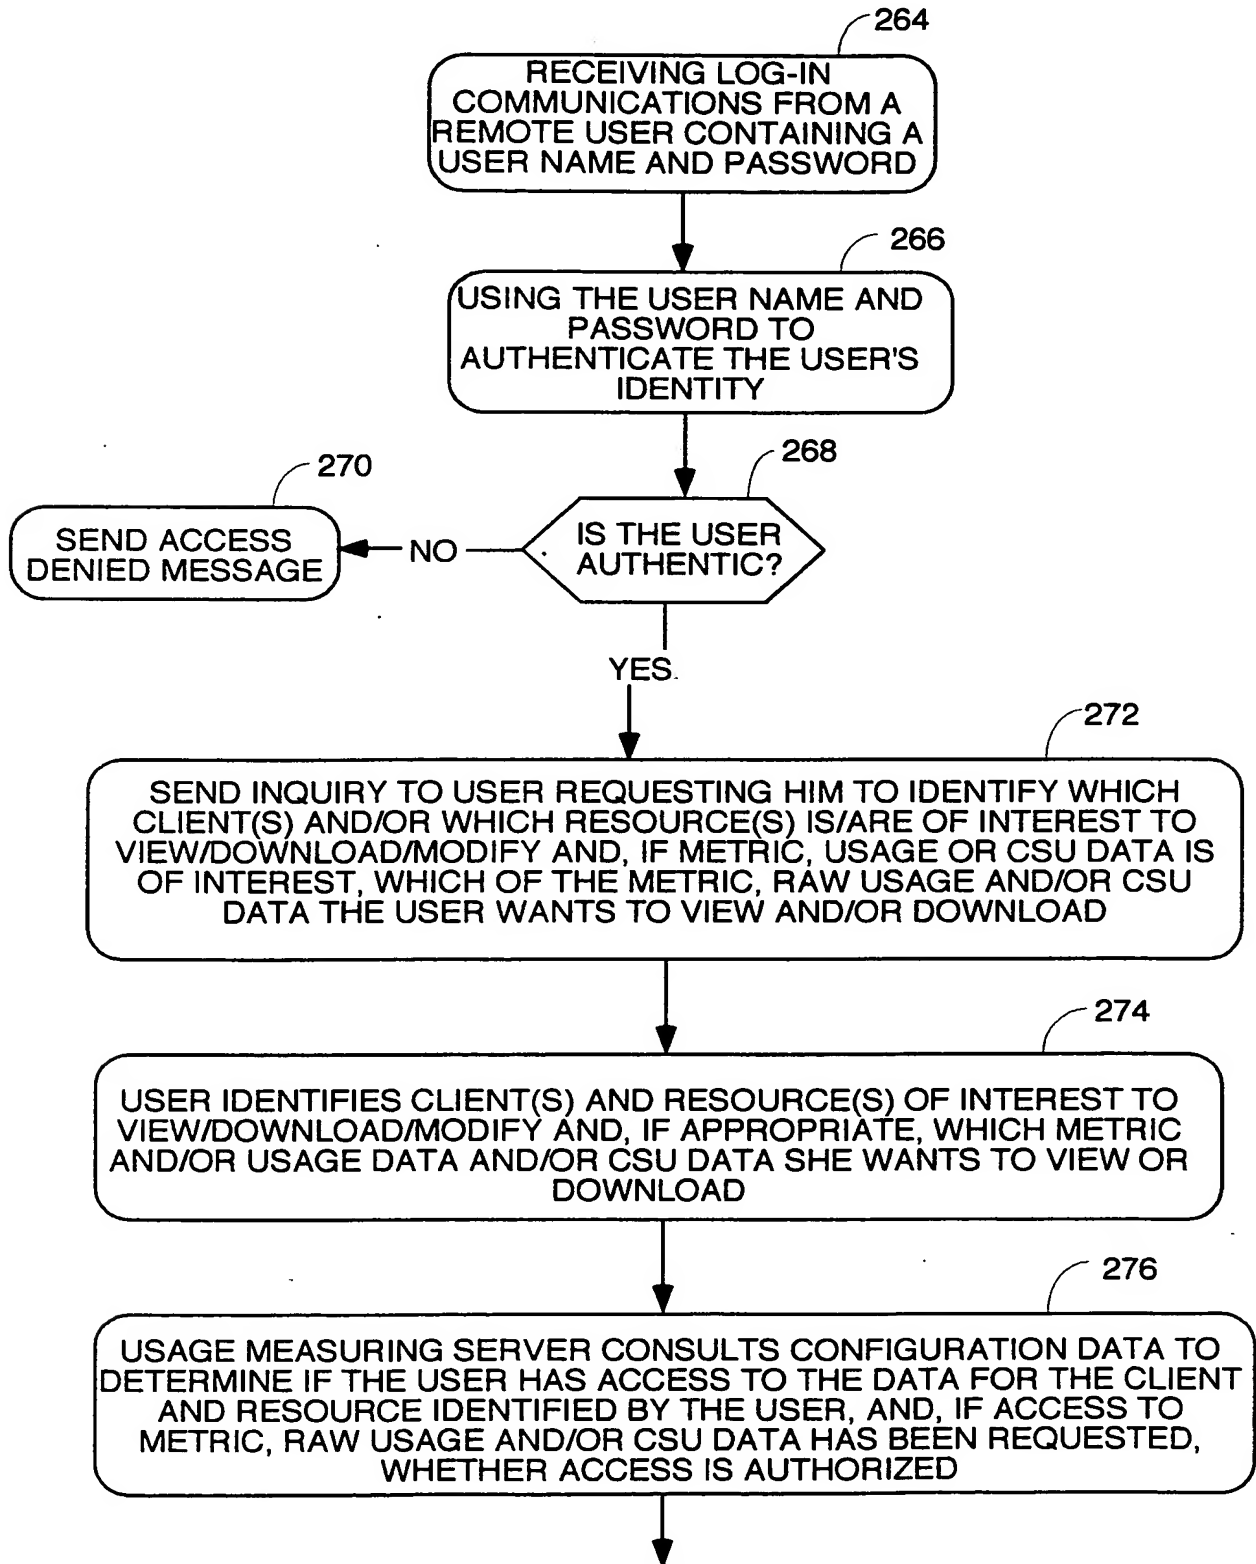 264
RECEIVING LOG-IN
COMMUNICATIONS FROM A
REMOTE USER CONTAINING A
USER NAME AND PASSWORD
266
USING THE USER NAME AND
PASSWORD TO
AUTHENTICATE THE USER'S
IDENTITY
268
270
IS THE USER
AUTHENTIC?
SEND ACCESS
DENIED MESSAGE
NO
YES
272
SEND INQUIRY TO USER REQUESTING HIM TO IDENTIFY WHICH
CLIENT(S) AND/OR WHICH RESOURCE(S) IS/ARE OF INTEREST TO
VIEW/DOWNLOAD/MODIFY AND, IF METRIC, USAGE OR CSU DATA IS
OF INTEREST, WHICH OF THE METRIC, RAW USAGE AND/OR CSU
DATA THE USER WANTS TO VIEW AND/OR DOWNLOAD
274
USER IDENTIFIES CLIENT(S) AND RESOURCE(S) OF INTEREST TO
VIEW/DOWNLOAD/MODIFY AND, IF APPROPRIATE, WHICH METRIC
AND/OR USAGE DATA AND/OR CSU DATA SHE WANTS TO VIEW OR
DOWNLOAD
276
USAGE MEASURING SERVER CONSULTS CONFIGURATION DATA TO
DETERMINE IF THE USER HAS ACCESS TO THE DATA FOR THE CLIENT
AND RESOURCE IDENTIFIED BY THE USER, AND, IF ACCESS TO
METRIC, RAW USAGE AND/OR CSU DATA HAS BEEN REQUESTED,
WHETHER ACCESS IS AUTHORIZED